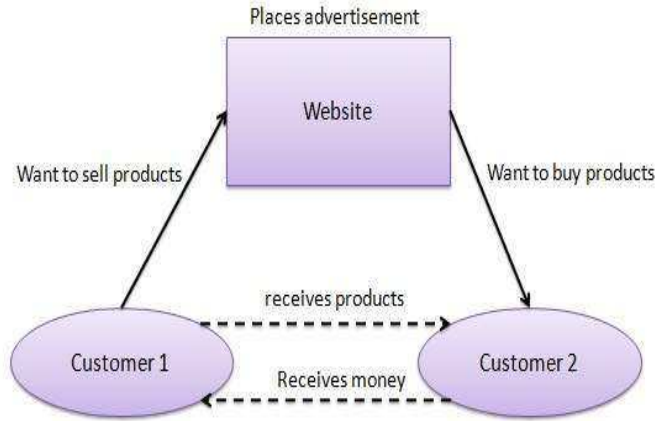 Places advertisement
Website
Want to sell products
Want to buy products
receives products
Customer 1
Customer 2
Receives money